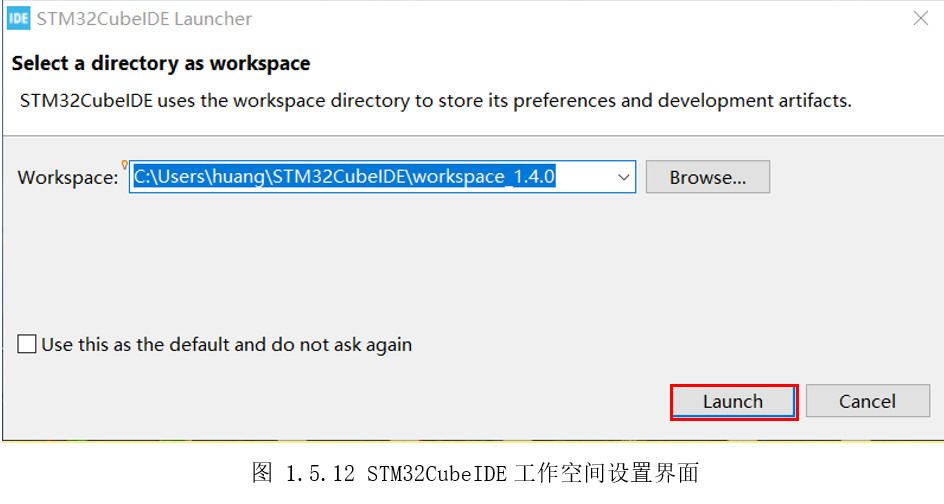 IDE STM32CubeIDE Launcher
Select a directory as workspace
STM32CubeIDE uses the workspace directory to store its preferences and development artifacts.
Workspace: C:\Users\huang\STM32CubeIDE\workspace_1.4.0 Browse...
Use this as the default and do not ask again
Launch Cancel
图 1.5.12 STM32CubeIDE 工作空间设置界面